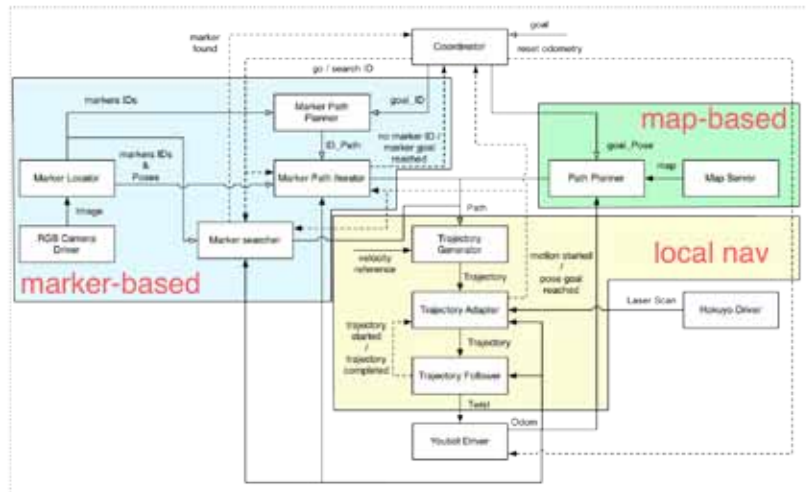 goal
marker
found
Coordinator
reset odometry
go / search ID
markers IDs
Marker Path
Planner
goal_ID
map-based
no marker ID /
marker goal
reached
ID_Path
goal_Pose
markers IDs
&
Poses
map
Marker Locator
Marker Path Iterator
Path Planner
Map Server
Image
Path
RGB Camera
Driver
Marker searcher
Trajectory
Generator
local nav
velocity
reference
motion started
/
pose goal
reached
marker-based
Trajectory
Laser Scan
Trajectory Adapter
Hokuyo Driver
trajectory
started
/
trajectory
completed
Trajectory
Trajectory Follower
Twist
Odom
Youbot Driver